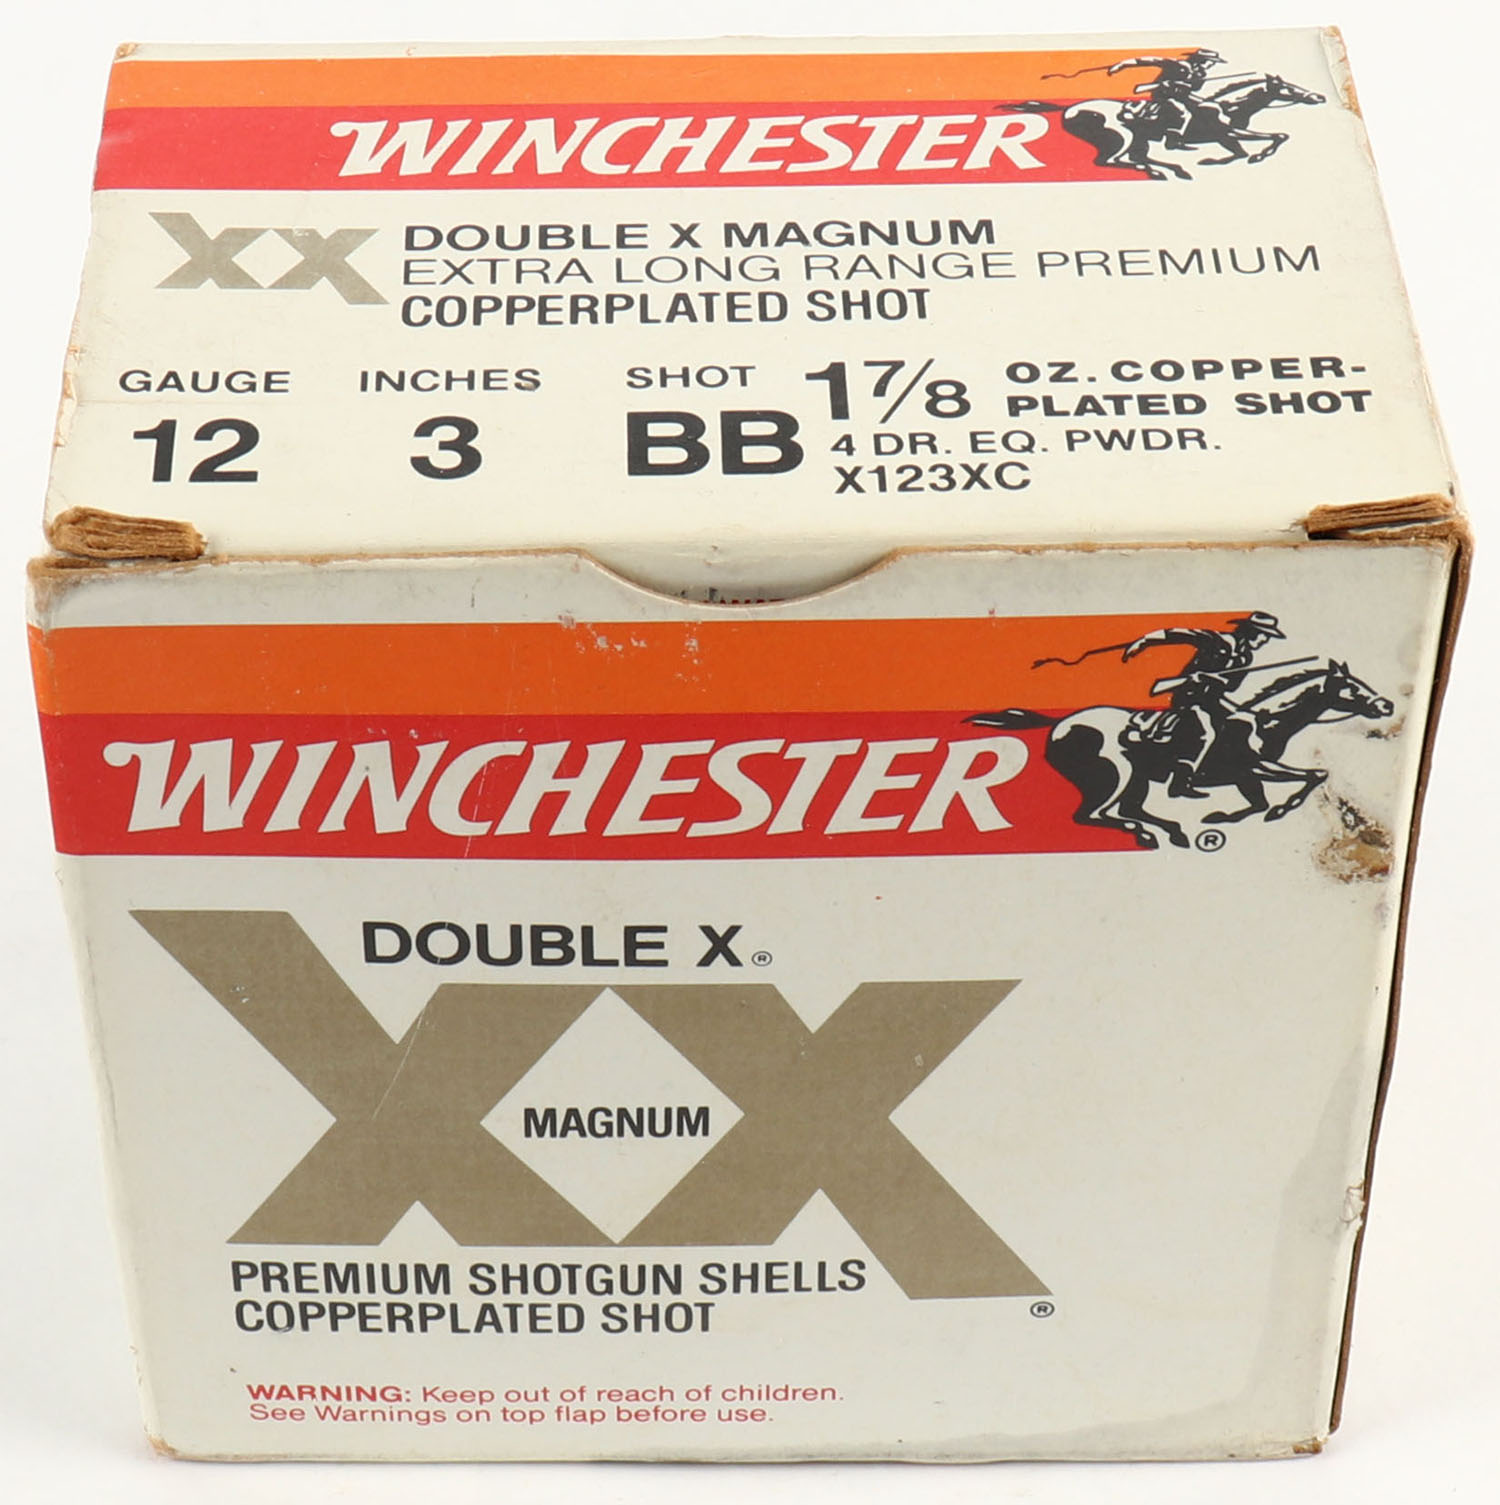 WINCHESTER
XX
DOUBLE X MAGNUM
EXTRA LONG RANGE PREMIUM
COPPERPLATED SHOT
GAUGE INCHES SHOT
12 3 BB
1 7/8 OZ. COPPER-
PLATED SHOT
4 DR. EQ. PWDR.
X123XC
WINCHESTER
®
DOUBLE X®
XX
MAGNUM
®
PREMIUM SHOTGUN SHELLS
COPPERPLATED SHOT
WARNING: Keep out of reach of children.
See Warnings on top flap before use.